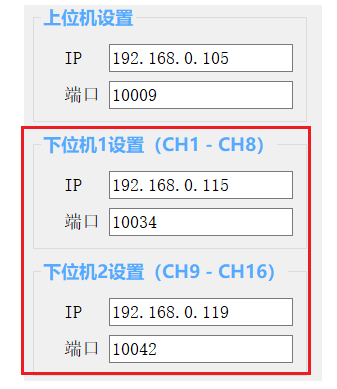 上位机设置
IP 192.168.0.105
端口 10009
下位机1设置（CH1 - CH8）
IP 192.168.0.115
端口 10034
下位机2设置（CH9 - CH16）
IP 192.168.0.119
端口 10042